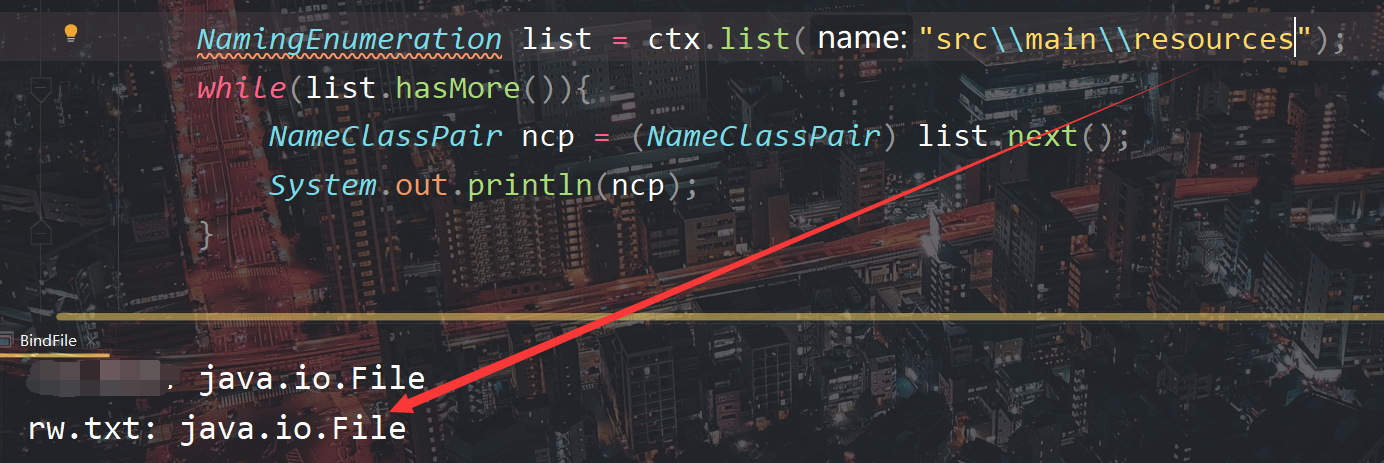 NamingEnumeration list = ctx.list( name: "src\\main\\resources");
while(list.hasMore()){
NameClassPair ncp = (NameClassPair) list.next();
System.out.println(ncp);
}
BindFile
, java.io.File
rw.txt: java.io.File